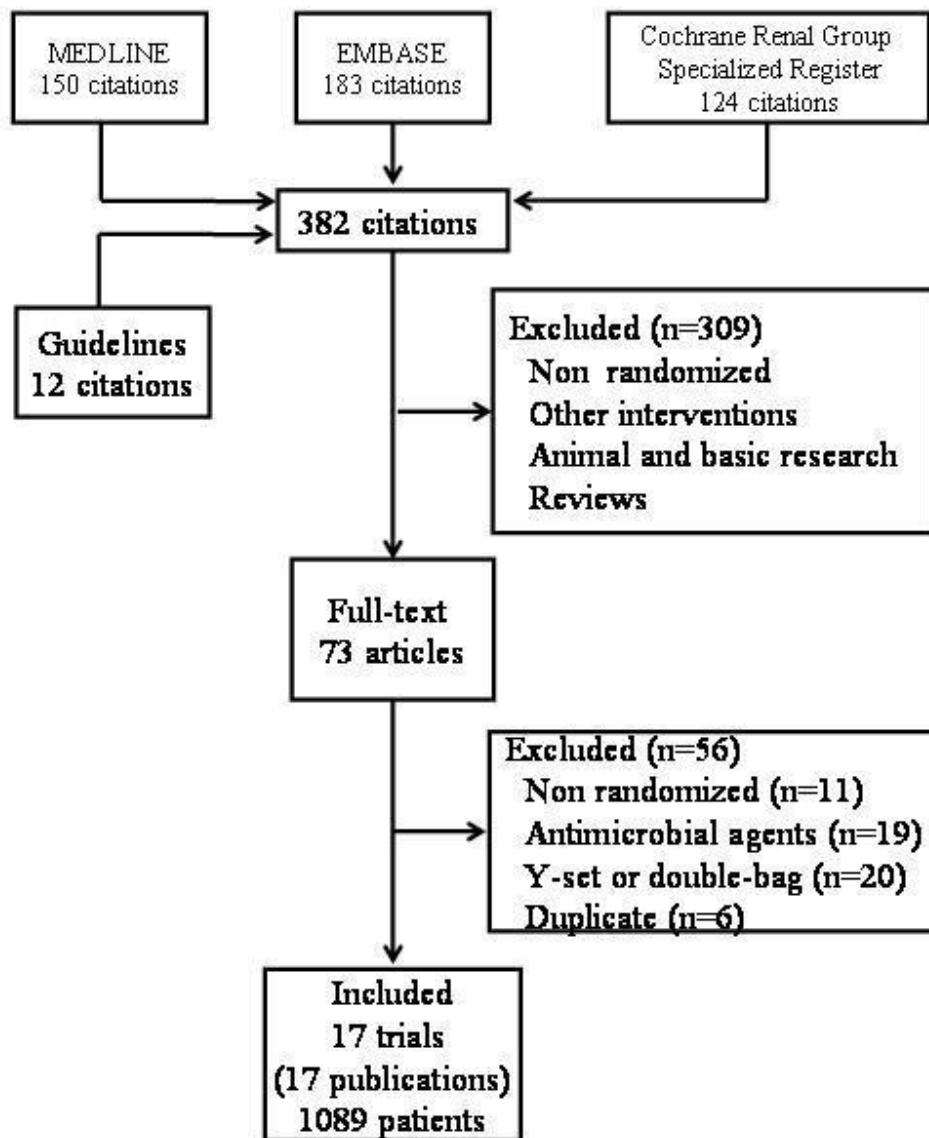 MEDLINE
150 citations
EMBASE
183 citations
Cochrane Renal Group
Specialized Register
124 citations
382 citations
Guidelines
12 citations
Excluded (n=309)
Non randomized
Other interventions
Animal and basic research
Reviews
Full-text
73 articles
Excluded (n=56)
Non randomized (n=11)
Antimicrobial agents (n=19)
Y-set or double-bag (n=20)
Duplicate (n=6)
Included
17 trials
(17 publications)
1089 patients